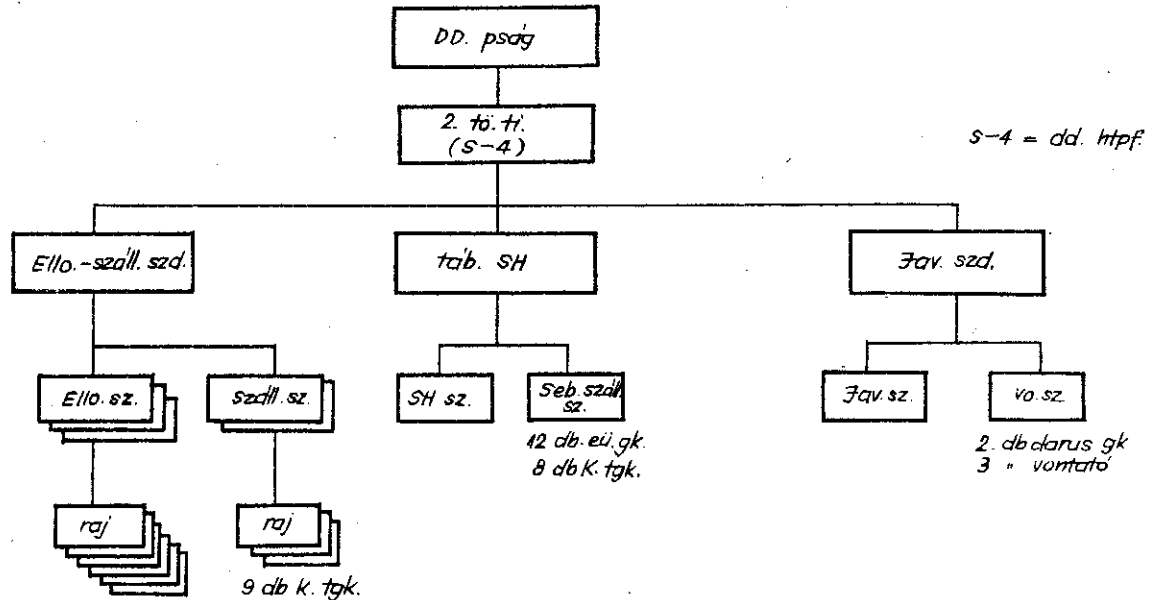 DD. pság
2. tö. ti.
(S-4)
S-4 = dd. htpf.
Ello.-száll. szd.
táb. SH
Jav. szd.
Ello. sz.
száll. sz.
SH sz.
Seb. száll.
sz.
Jav. sz.
vo. sz.
12 db. eü. gk.
8 db K. tgk.
2. db darus gk
3 " vontató
raj
raj
9 db K. tgk.